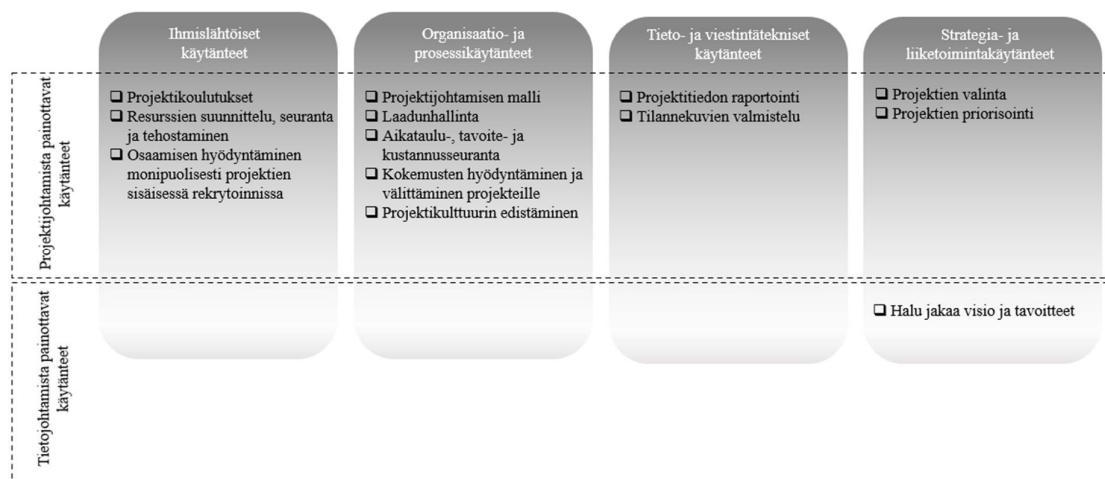 Ihmislähtöiset
käytänteet
Organisaatio- ja
prosessikäytänteet
Tieto- ja viestintätekniset
käytänteet
Strategia- ja
liiketoimintakäytänteet
Projektijohtamista painottavat
käytänteet
❑ Projektikoulutukset
❑ Resurssien suunnittelu, seuranta
ja tehostaminen
❑ Osaamisen hyödyntäminen
monipuolisesti projektien
sisäisessä rekrytoinnissa
❑ Projektijohtamisen malli
❑ Laadunhallinta
❑ Aikataulu-, tavoite- ja
kustannusseuranta
❑ Kokemusten hyödyntäminen ja
välittäminen projekteille
❑ Projektikulttuurin edistäminen
❑ Projektitiedon raportointi
❑ Tilannekuvien valmistelu
❑ Projektien valinta
❑ Projektien priorisointi
Tietojohtamista painottavat
käytänteet
❑ Halu jakaa visio ja tavoitteet